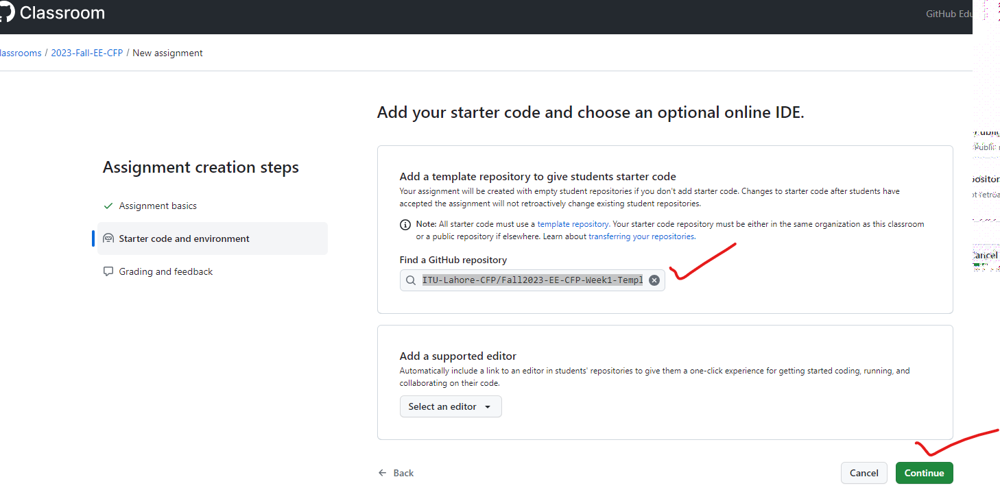 Classroom
GitHub Edu
lassrooms / 2023-Fall-EE-CFP / New assignment
Add your starter code and choose an optional online IDE.
Assignment creation steps
Assignment basics
Starter code and environment
Grading and feedback
Add a template repository to give students starter code
Your assignment will be created with empty student repositories if you don't add starter code. Changes to starter code after students have
accepted the assignment will not retroactively change existing student repositories.
Note: All starter code must use a template repository. Your starter code repository must be either in the same organization as this classroom
or a public repository if elsewhere. Learn about transferring your repositories.
Find a GitHub repository
ITU-Lahore-CFP/Fall2023-EE-CFP-Week1-Templ
Add a supported editor
Automatically include a link to an editor in students' repositories to give them a one-click experience for getting started coding, running, and
collaborating on their code.
Select an editor
Back
Cancel
Continue